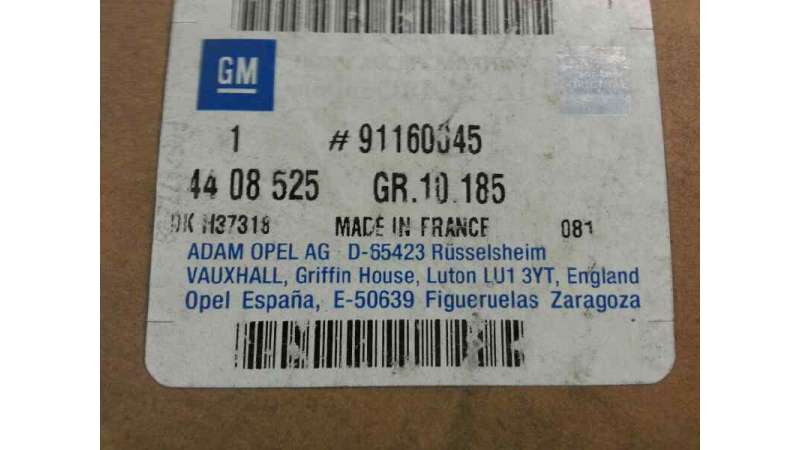 GM
1 # 91160345
44 08 525 GR.10.185
DK H37318 MADE IN FRANCE 081
ADAM OPEL AG D-65423 Rüsselsheim
VAUXHALL, Griffin House, Luton LU1 3YT, England
Opel España, E-50639 Figueruelas Zaragoza